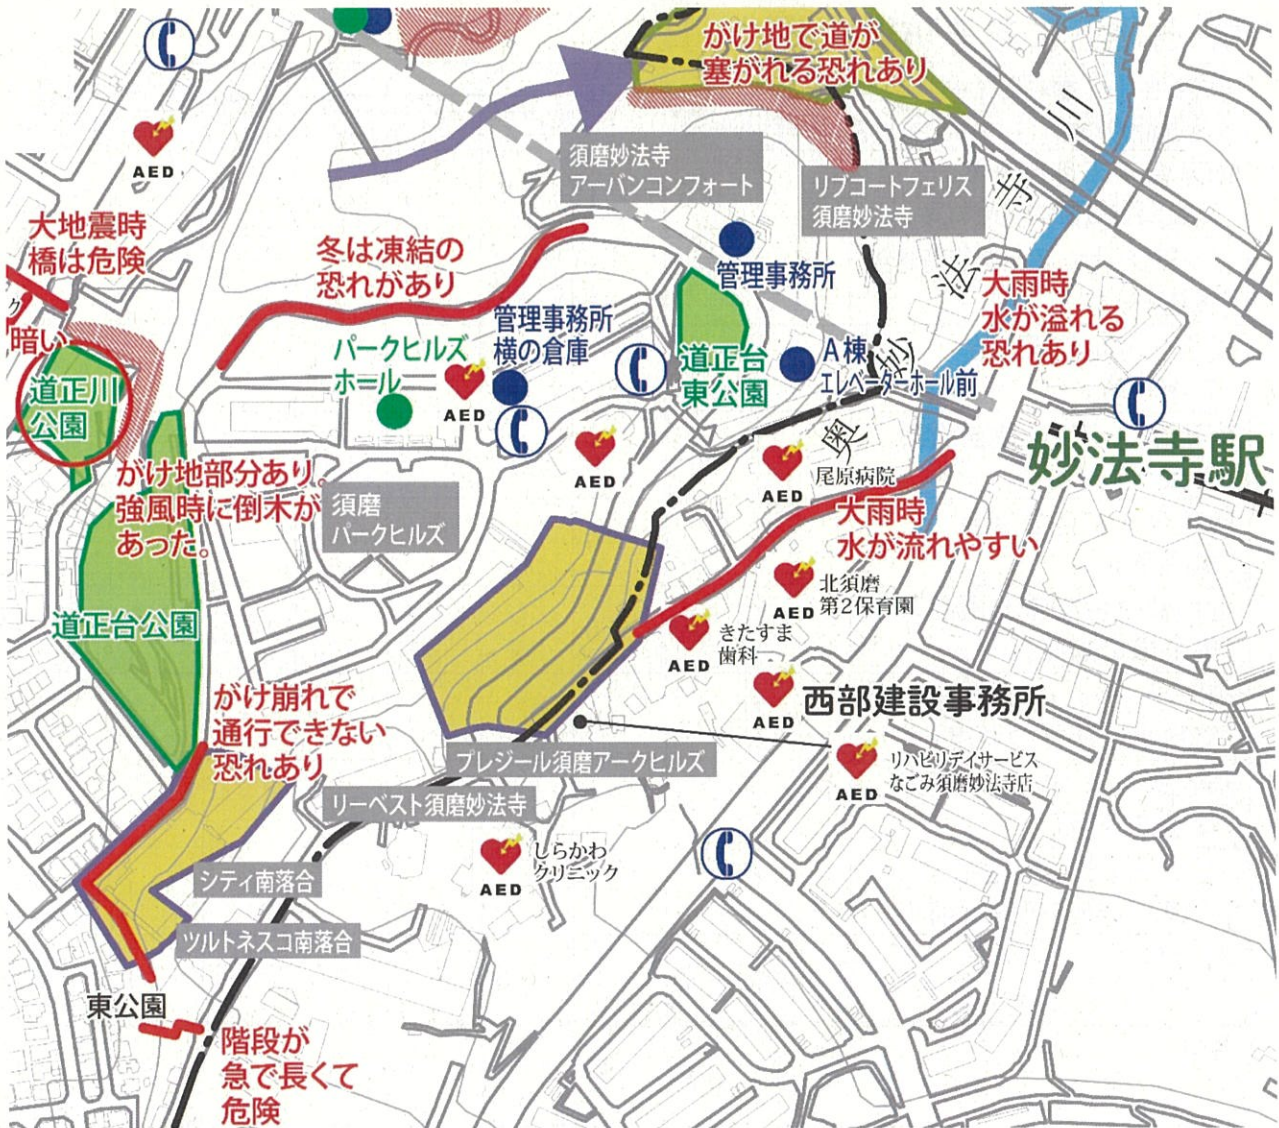 がけ地で道が
塞がれる恐れあり
AED
須磨妙法寺
アーバンコンフォート
リブコートフェリス
須磨妙法寺
大地震時
橋は危険
冬は凍結の
恐れがあり
管理事務所
妙法寺川
大雨時
水が溢れる
恐れあり
ク
暗い
道正川
公園
パークヒルズ
ホール
AED
管理事務所
横の倉庫
道正台
東公園
A棟
エレベーターホール前
奥妙法寺
妙法寺駅
AED
AED
尾原病院
がけ地部分あり。
強風時に倒木が
あった。
須磨
パークヒルズ
大雨時
水が流れやすい
AED
北須磨
第2保育園
道正台公園
AED
きたすま
歯科
AED
西部建設事務所
がけ崩れで
通行できない
恐れあり
プレジール須磨アークヒルズ
AED
リハビリデイサービス
なごみ須磨妙法寺店
リーベスト須磨妙法寺
AED
しらかわ
クリニック
シティ南落合
ツルトネスコ南落合
東公園
階段が
急で長くて
危険